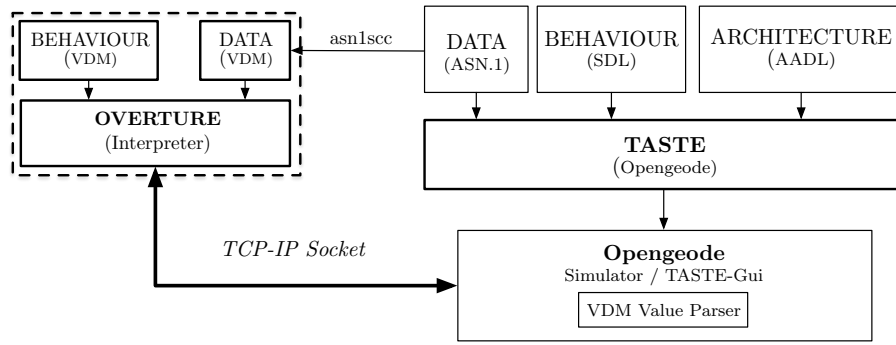 BEHAVIOUR
(VDM)
DATA
(VDM)
asn1scc
DATA
(ASN.1)
BEHAVIOUR
(SDL)
ARCHITECTURE
(AADL)
OVERTURE
(Interpreter)
TASTE
(Opengeode)
TCP-IP Socket
Opengeode
Simulator / TASTE-Gui
VDM Value Parser